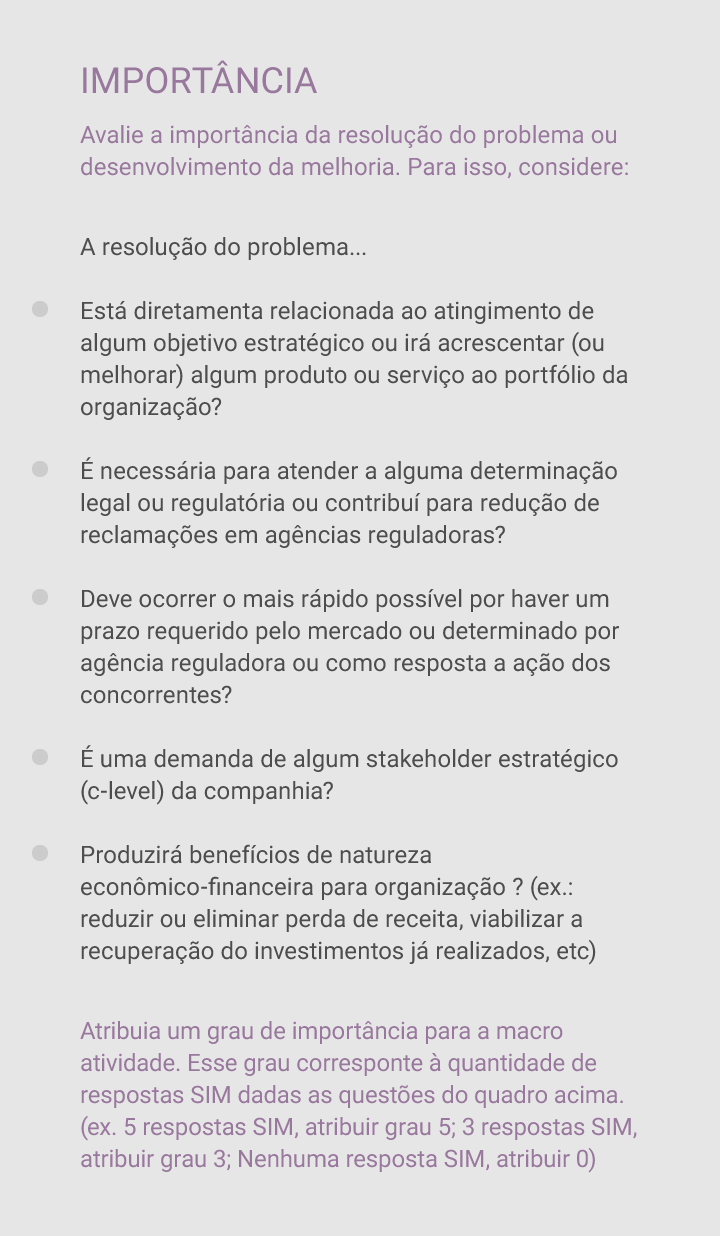 IMPORTÂNCIA
Avalie a importância da resolução do problema ou
desenvolvimento da melhoria. Para isso, considere:
A resolução do problema...
Está diretamenta relacionada ao atingimento de
algum objetivo estratégico ou irá acrescentar (ou
melhorar) algum produto ou serviço ao portfólio da
organização?
É necessária para atender a alguma determinação
legal ou regulatória ou contribuí para redução de
reclamações em agências reguladoras?
Deve ocorrer o mais rápido possível por haver um
prazo requerido pelo mercado ou determinado por
agência reguladora ou como resposta a ação dos
concorrentes?
É uma demanda de algum stakeholder estratégico
(c-level) da companhia?
Produzirá benefícios de natureza
econômico-financeira para organização ? (ex.:
reduzir ou eliminar perda de receita, viabilizar a
recuperação do investimentos já realizados, etc)
Atribuia um grau de importância para a macro
atividade. Esse grau corresponte à quantidade de
respostas SIM dadas as questões do quadro acima.
(ex. 5 respostas SIM, atribuir grau 5; 3 respostas SIM,
atribuir grau 3; Nenhuma resposta SIM, atribuir 0)